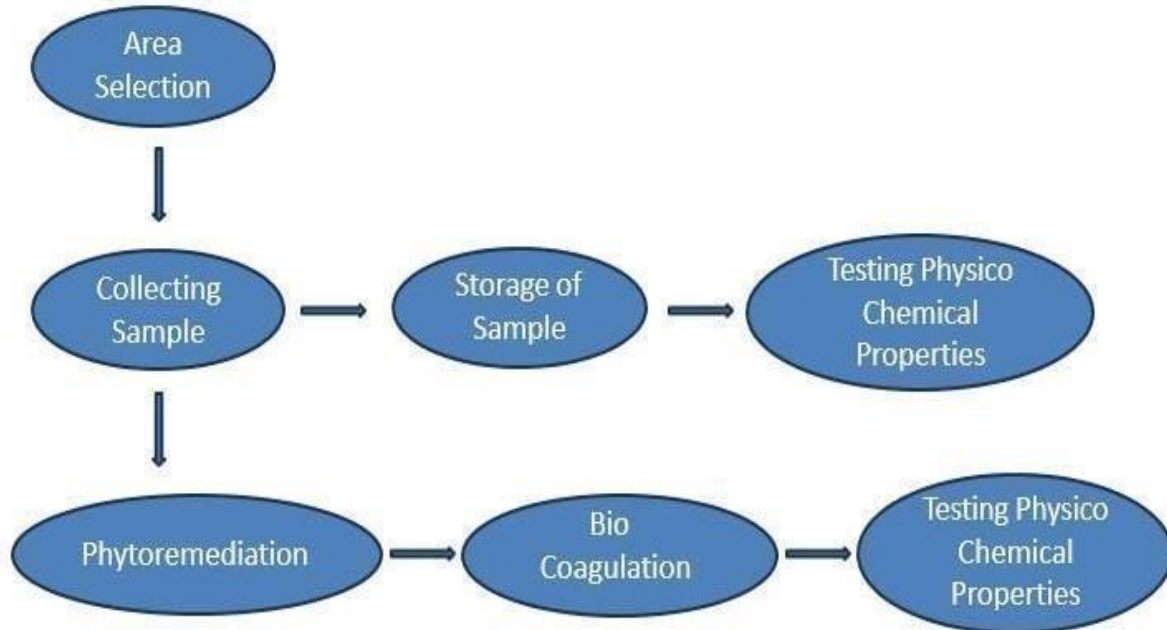 Area
Selection
Collecting
Sample
Storage of
Sample
Testing Physico
Chemical
Properties
Phytoremediation
Bio
Coagulation
Testing Physico
Chemical
Properties